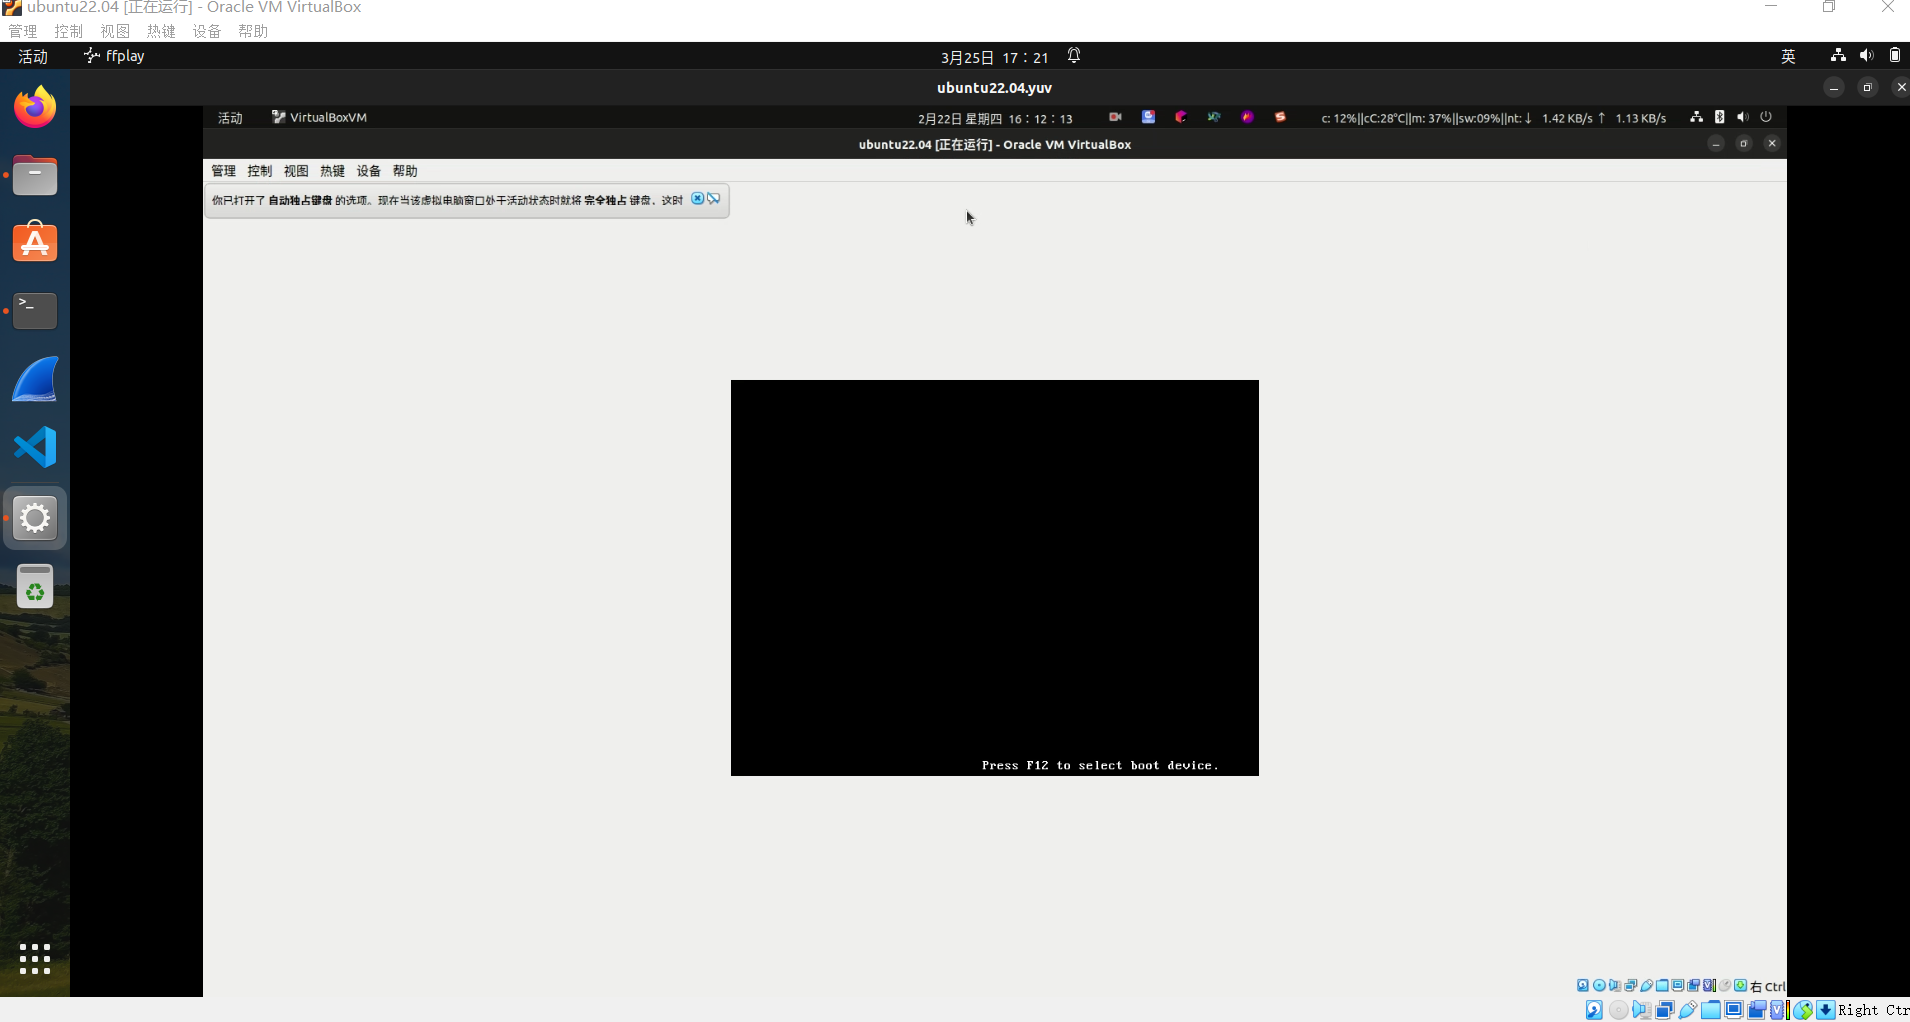 ubuntu22.04 [正在运行] - Oracle VM VirtualBox
管理 控制 视图 热键 设备 帮助
活动 ffplay 3月25日 17：21 英
ubuntu22.04.yuv
活动 VirtualBoxVM 2月22日 星期四 16：12：13 c: 12%||cC:28°C||m: 37%||sw:09%||nt:↓ 1.42 KB/s ↑ 1.13 KB/s
ubuntu22.04 [正在运行] - Oracle VM VirtualBox
管理 控制 视图 热键 设备 帮助
你已打开了 自动独占键盘 的选项。现在当该虚拟电脑窗口处于活动状态时就将 完全独占 键盘，这时
Press F12 to select boot device.
右 Ctrl
Right Ctr